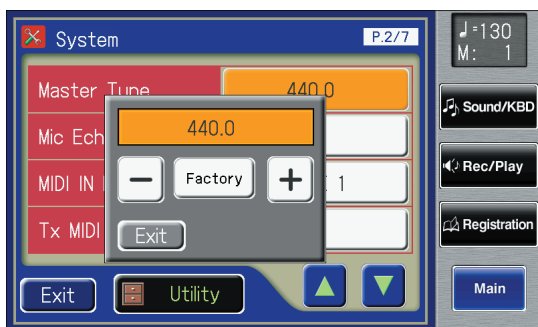 System
P.2/7
♩=130
M: 1
Master Tune
440.0
Mic Ech
MIDI IN
1
Tx MIDI
440.0
− Factory +
Exit
Sound/KBD
Rec/Play
Registration
Exit
Utility
Main